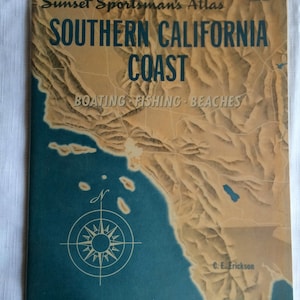 Sunset Sportsman's Atlas
SOUTHERN CALIFORNIA
COAST
BOATING · FISHING · BEACHES
N
C. E. Erickson